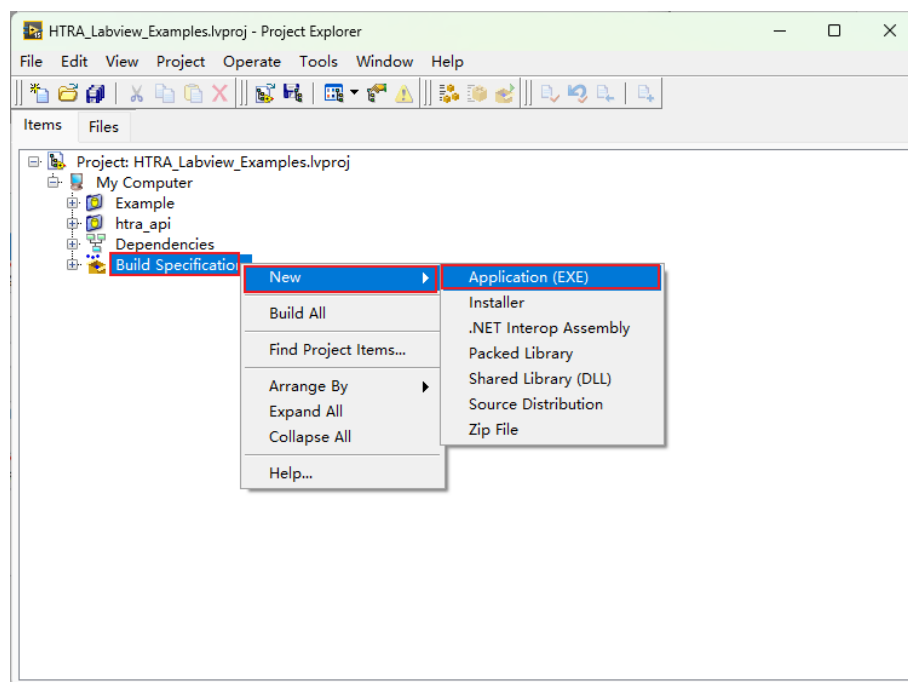 HTRA_Labview_Examples.lvproj - Project Explorer
File Edit View Project Operate Tools Window Help
Items Files
Project: HTRA_Labview_Examples.lvproj
My Computer
Example
htra_api
Dependencies
Build Specification
New
Build All
Find Project Items...
Arrange By
Expand All
Collapse All
Help...
Application (EXE)
Installer
.NET Interop Assembly
Packed Library
Shared Library (DLL)
Source Distribution
Zip File